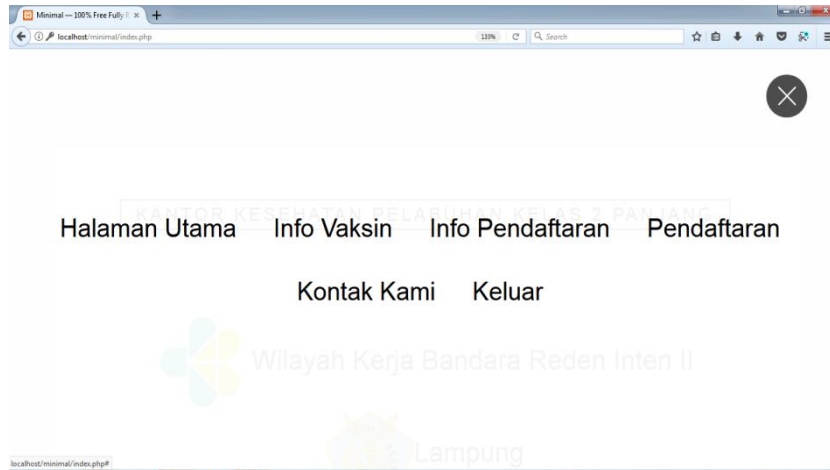 Minimal — 100% Free Fully R
localhost/minimal/index.php
133%
Search
KANTOR KESEHATAN PELABUHAN KELAS 2 PANJANG
Halaman Utama Info Vaksin Info Pendaftaran Pendaftaran
Kontak Kami Keluar
Wilayah Kerja Bandara Reden Inten II
Lampung
localhost/minimal/index.php#